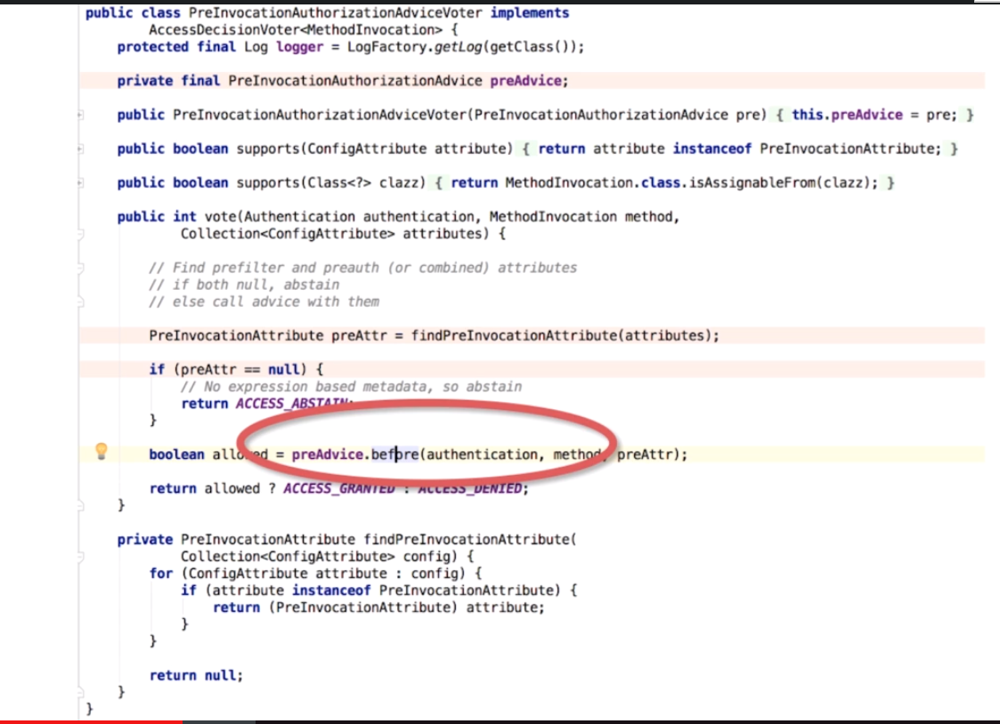 public class PreInvocationAuthorizationAdviceVoter implements
AccessDecisionVoter<MethodInvocation> {
protected final Log logger = LogFactory.getLog(getClass());
private final PreInvocationAuthorizationAdvice preAdvice;
public PreInvocationAuthorizationAdviceVoter(PreInvocationAuthorizationAdvice pre) { this.preAdvice = pre; }
public boolean supports(ConfigAttribute attribute) { return attribute instanceof PreInvocationAttribute; }
public boolean supports(Class<?> clazz) { return MethodInvocation.class.isAssignableFrom(clazz); }
public int vote(Authentication authentication, MethodInvocation method,
Collection<ConfigAttribute> attributes) {
// Find prefilter and preauth (or combined) attributes
// if both null, abstain
// else call advice with them
PreInvocationAttribute preAttr = findPreInvocationAttribute(attributes);
if (preAttr == null) {
// No expression based metadata, so abstain
return ACCESS_ABSTAIN;
}
boolean allowed = preAdvice.before(authentication, method, preAttr);
return allowed ? ACCESS_GRANTED : ACCESS_DENIED;
}
private PreInvocationAttribute findPreInvocationAttribute(
Collection<ConfigAttribute> config) {
for (ConfigAttribute attribute : config) {
if (attribute instanceof PreInvocationAttribute) {
return (PreInvocationAttribute) attribute;
}
}
return null;
}
}